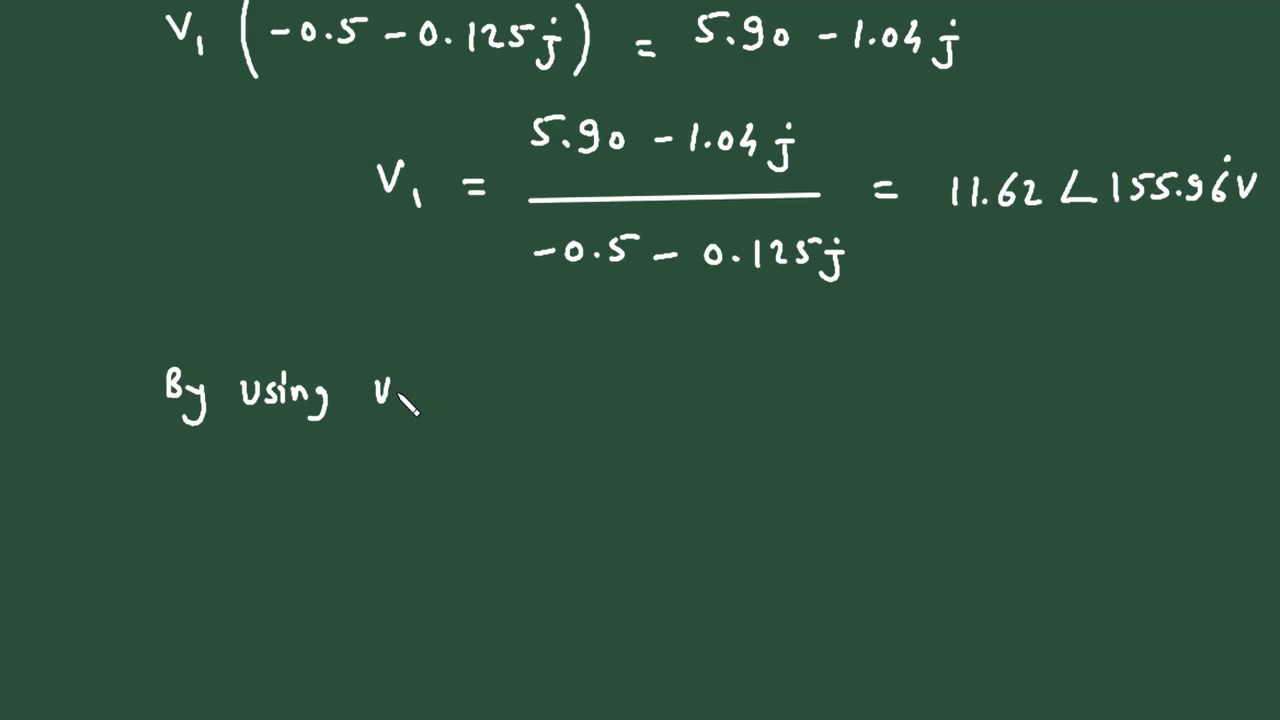 V₁ (-0.5 - 0.125j) = 5.90 - 1.04j
5.90 - 1.04j
V₁ = ――― = 11.62 ∠155.96° V
-0.5 - 0.125j
By using V